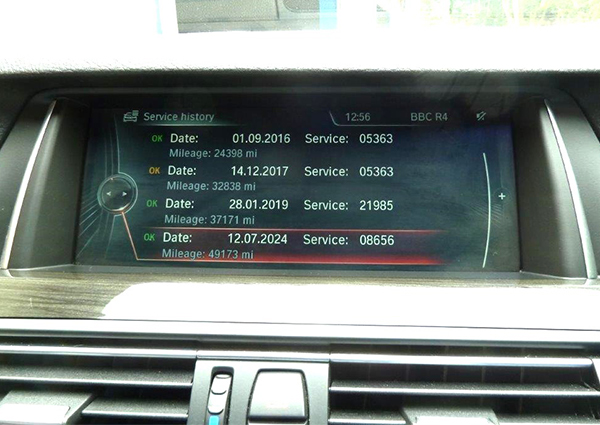 Service history 12:56 BBC R4
OK Date: 01.09.2016 Service: 05363
Mileage: 24398 mi
OK Date: 14.12.2017 Service: 05363
Mileage: 32838 mi
OK Date: 28.01.2019 Service: 21985
Mileage: 37171 mi
OK Date: 12.07.2024 Service: 08656
Mileage: 49173 mi